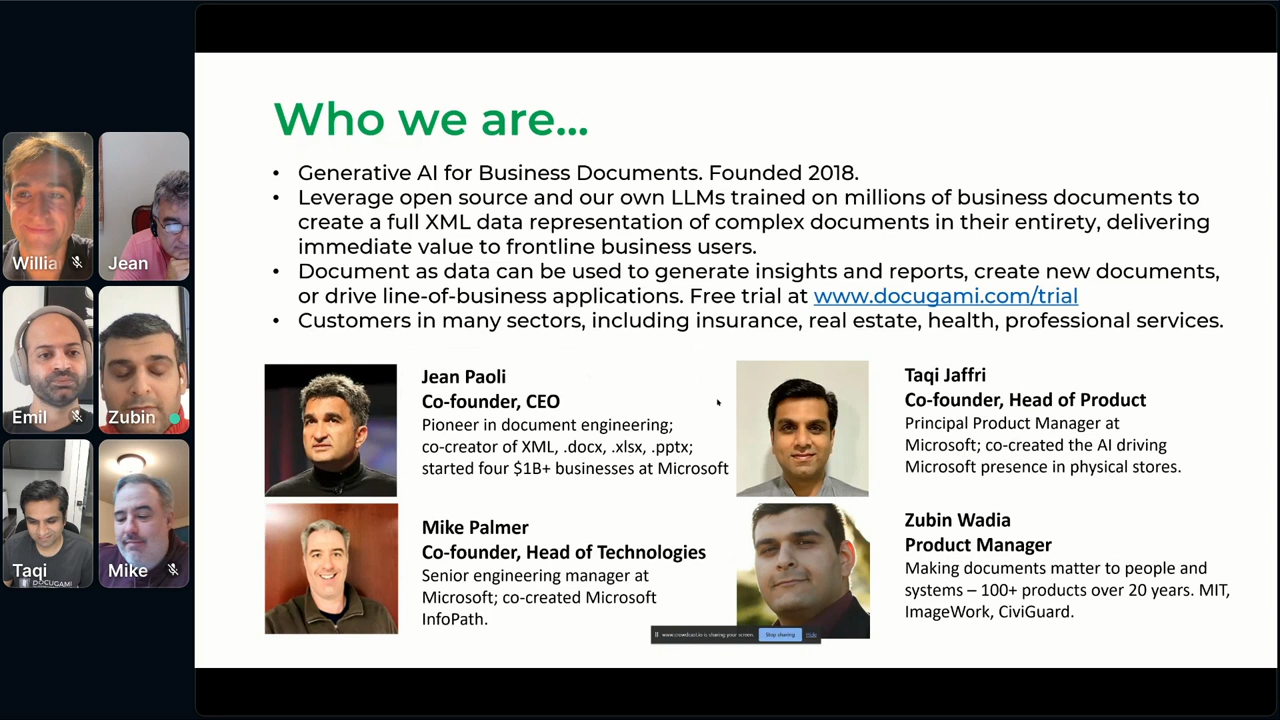 Who we are...
• Generative AI for Business Documents. Founded 2018.
• Leverage open source and our own LLMs trained on millions of business documents to
create a full XML data representation of complex documents in their entirety, delivering
immediate value to frontline business users.
• Document as data can be used to generate insights and reports, create new documents,
or drive line-of-business applications. Free trial at www.docugami.com/trial
• Customers in many sectors, including insurance, real estate, health, professional services.
Jean Paoli
Co-founder, CEO
Pioneer in document engineering;
co-creator of XML, .docx, .xlsx, .pptx;
started four $1B+ businesses at Microsoft
Taqi Jaffri
Co-founder, Head of Product
Principal Product Manager at
Microsoft; co-created the AI driving
Microsoft presence in physical stores.
Mike Palmer
Co-founder, Head of Technologies
Senior engineering manager at
Microsoft; co-created Microsoft
InfoPath.
Zubin Wadia
Product Manager
Making documents matter to people and
systems – 100+ products over 20 years. MIT,
ImageWork, CiviGuard.
www.crowdcast.io is sharing your screen.
Stop sharing
Hide
Willia
Jean
Emil
Zubin
Taqi
DOCUGAMI
Mike